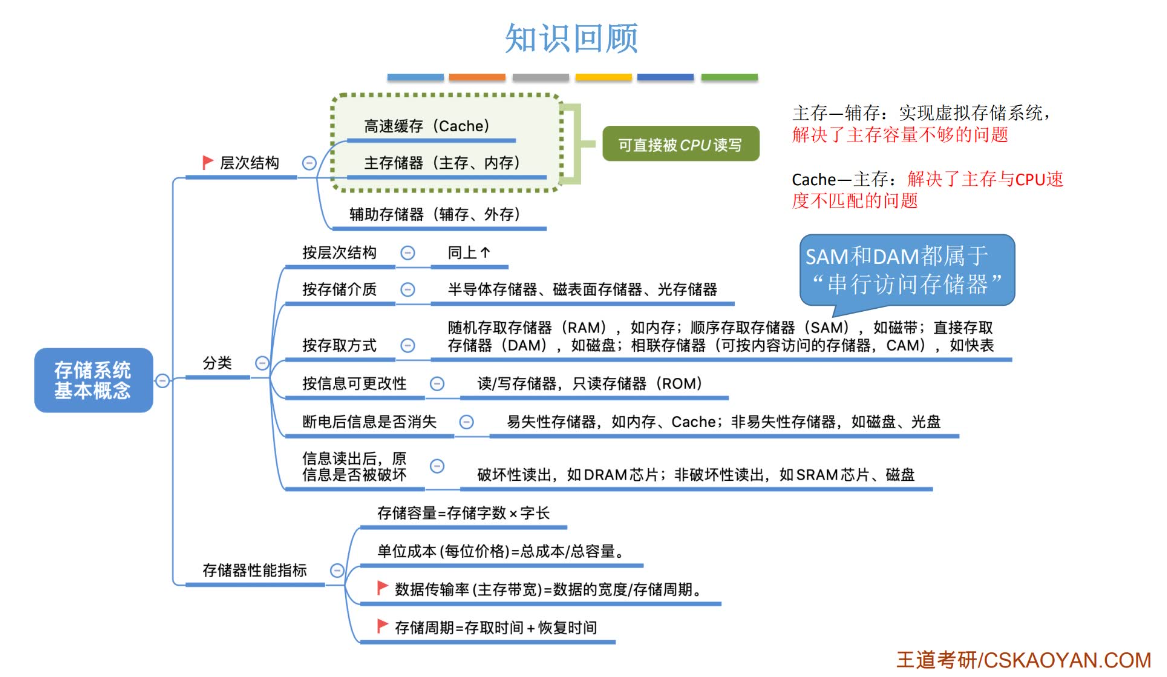 知识回顾
高速缓存（Cache）
主存储器（主存、内存）
辅助存储器（辅存、外存）
层次结构
可直接被CPU读写
主存—辅存：实现虚拟存储系统，
解决了主存容量不够的问题
Cache—主存：解决了主存与CPU速
度不匹配的问题
SAM和DAM都属于
“串行访问存储器”
存储系统
基本概念
分类
按层次结构
同上↑
按存储介质
半导体存储器、磁表面存储器、光存储器
按存取方式
随机存取存储器（RAM），如内存；顺序存取存储器（SAM），如磁带；直接存取
存储器（DAM），如磁盘；相联存储器（可按内容访问的存储器，CAM），如快表
按信息可更改性
读/写存储器，只读存储器（ROM）
断电后信息是否消失
易失性存储器，如内存、Cache；非易失性存储器，如磁盘、光盘
信息读出后，原
信息是否被破坏
破坏性读出，如DRAM芯片；非破坏性读出，如SRAM芯片、磁盘
存储器性能指标
存储容量=存储字数×字长
单位成本(每位价格)=总成本/总容量。
数据传输率(主存带宽)=数据的宽度/存储周期。
存储周期=存取时间+恢复时间
王道考研/CSKAOYAN.COM